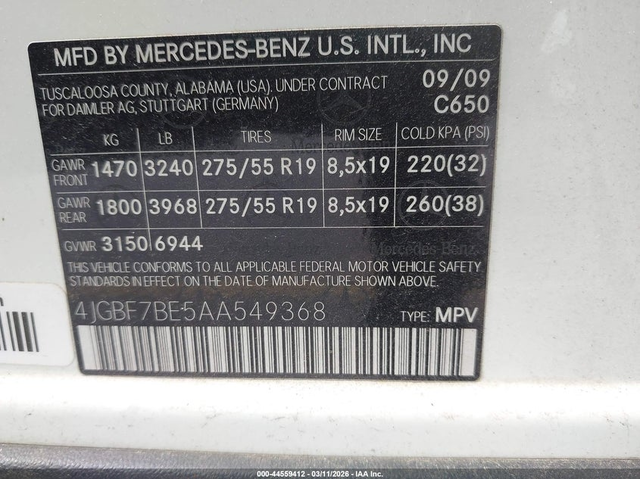 MFD BY MERCEDES-BENZ U.S. INTL., INC
TUSCALOOSA COUNTY, ALABAMA (USA). UNDER CONTRACT 09/09
FOR DAIMLER AG, STUTTGART (GERMANY) C650
KG LB TIRES RIM SIZE COLD KPA (PSI)
GAWR FRONT 1470 3240 275/55 R19 8,5x19 220(32)
GAWR REAR 1800 3968 275/55 R19 8,5x19 260(38)
GVWR 3150 6944
Mercedes-Benz
THIS VEHICLE CONFORMS TO ALL APPLICABLE FEDERAL MOTOR VEHICLE SAFETY
STANDARDS IN EFFECT ON THE DATE OF MANUFACTURE SHOWN ABOVE.
4JGBF7BE5AA549368 TYPE: MPV
000-44559412 - 03/11/2026 - IAA Inc.